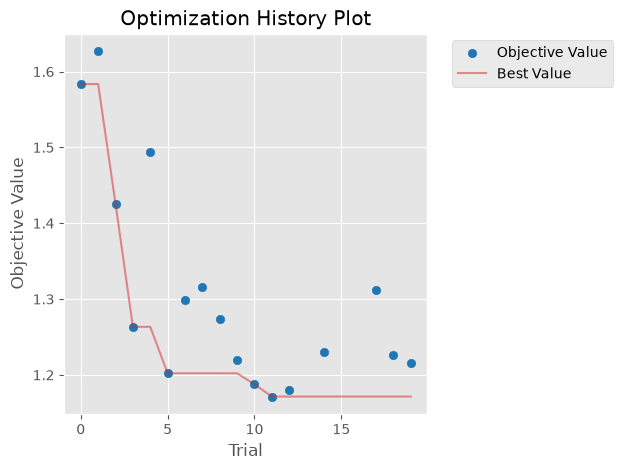 Optimization History Plot
Objective Value
Best Value
1.6
1.5
1.4
1.3
1.2
Objective Value
0
5
10
15
Trial